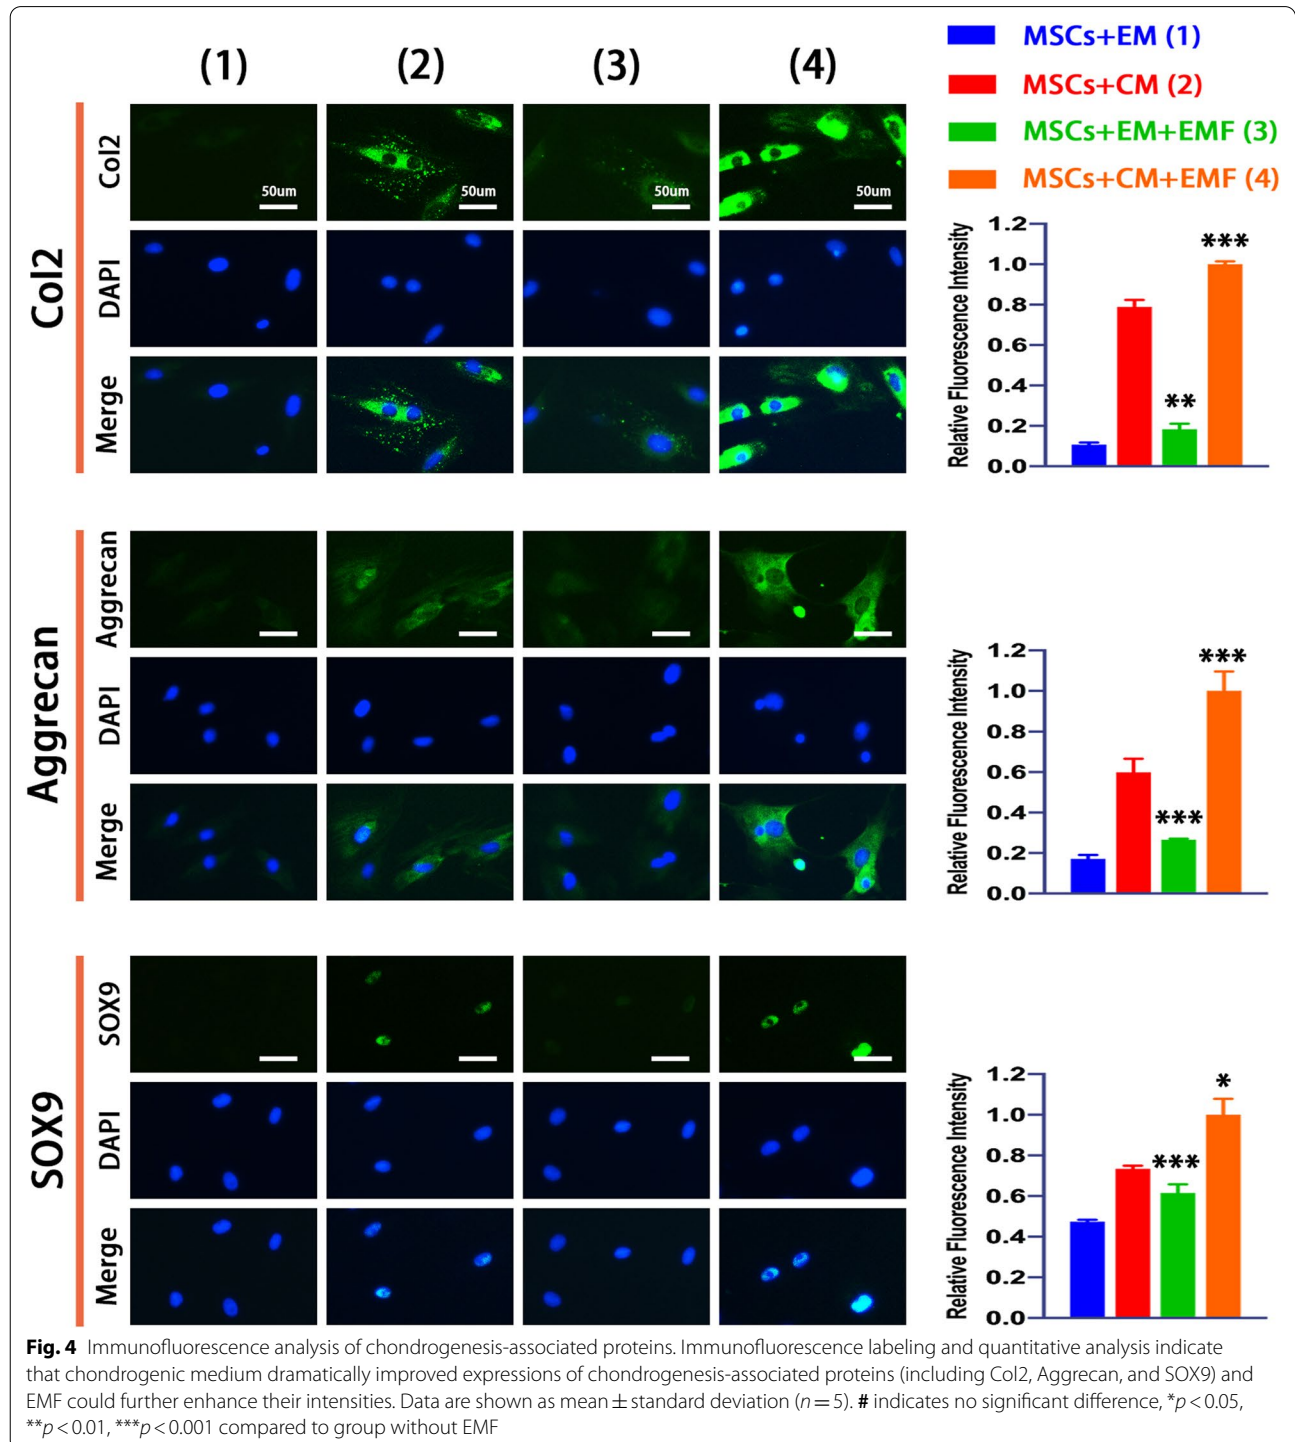 (1) (2) (3) (4)
MSCs+EM (1)
MSCs+CM (2)
MSCs+EM+EMF (3)
MSCs+CM+EMF (4)
Col2
Col2
50um 50um 50um 50um
DAPI
Merge
Relative Fluorescence Intensity
1.2
1.0
0.8
0.6
0.4
0.2
0.0
***
**
Aggrecan
Aggrecan
DAPI
Merge
Relative Fluorescence Intensity
1.2
1.0
0.8
0.6
0.4
0.2
0.0
***
***
SOX9
SOX9
DAPI
Merge
Relative Fluorescence Intensity
1.2
1.0
0.8
0.6
0.4
0.2
0.0
*
***
Fig. 4 Immunofluorescence analysis of chondrogenesis-associated proteins. Immunofluorescence labeling and quantitative analysis indicate
that chondrogenic medium dramatically improved expressions of chondrogenesis-associated proteins (including Col2, Aggrecan, and SOX9) and
EMF could further enhance their intensities. Data are shown as mean ± standard deviation (n = 5). # indicates no significant difference, *p < 0.05,
**p < 0.01, ***p < 0.001 compared to group without EMF